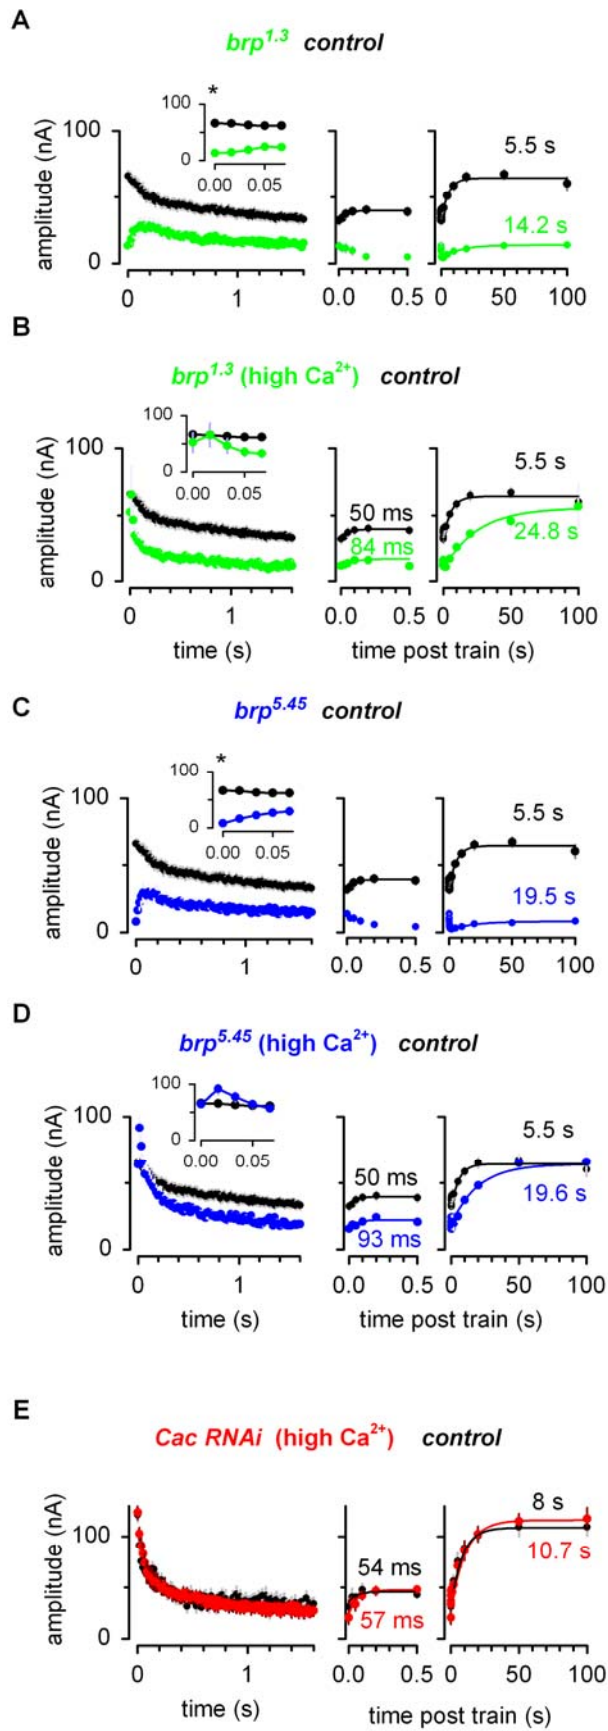 A
brp1.3 control
*
100
0
0.00 0.05
100
0
amplitude (nA)
5.5 s
14.2 s
0 1
0.0 0.5
0 50 100
B
brp1.3 (high Ca2+) control
100
0
0.00 0.05
100
0
amplitude (nA)
50 ms
84 ms
5.5 s
24.8 s
0 1
0.0 0.5
0 50 100
time (s)
time post train (s)
C
brp5.45 control
*
100
0
0.00 0.05
100
0
amplitude (nA)
5.5 s
19.5 s
0 1
0.0 0.5
0 50 100
D
brp5.45 (high Ca2+) control
100
0
0.00 0.05
100
0
amplitude (nA)
50 ms
93 ms
5.5 s
19.6 s
0 1
0.0 0.5
0 50 100
time (s)
time post train (s)
E
Cac RNAi (high Ca2+) control
100
0
amplitude (nA)
54 ms
57 ms
8 s
10.7 s
0 1
0.0 0.5
0 50 100
time (s)
time post train (s)